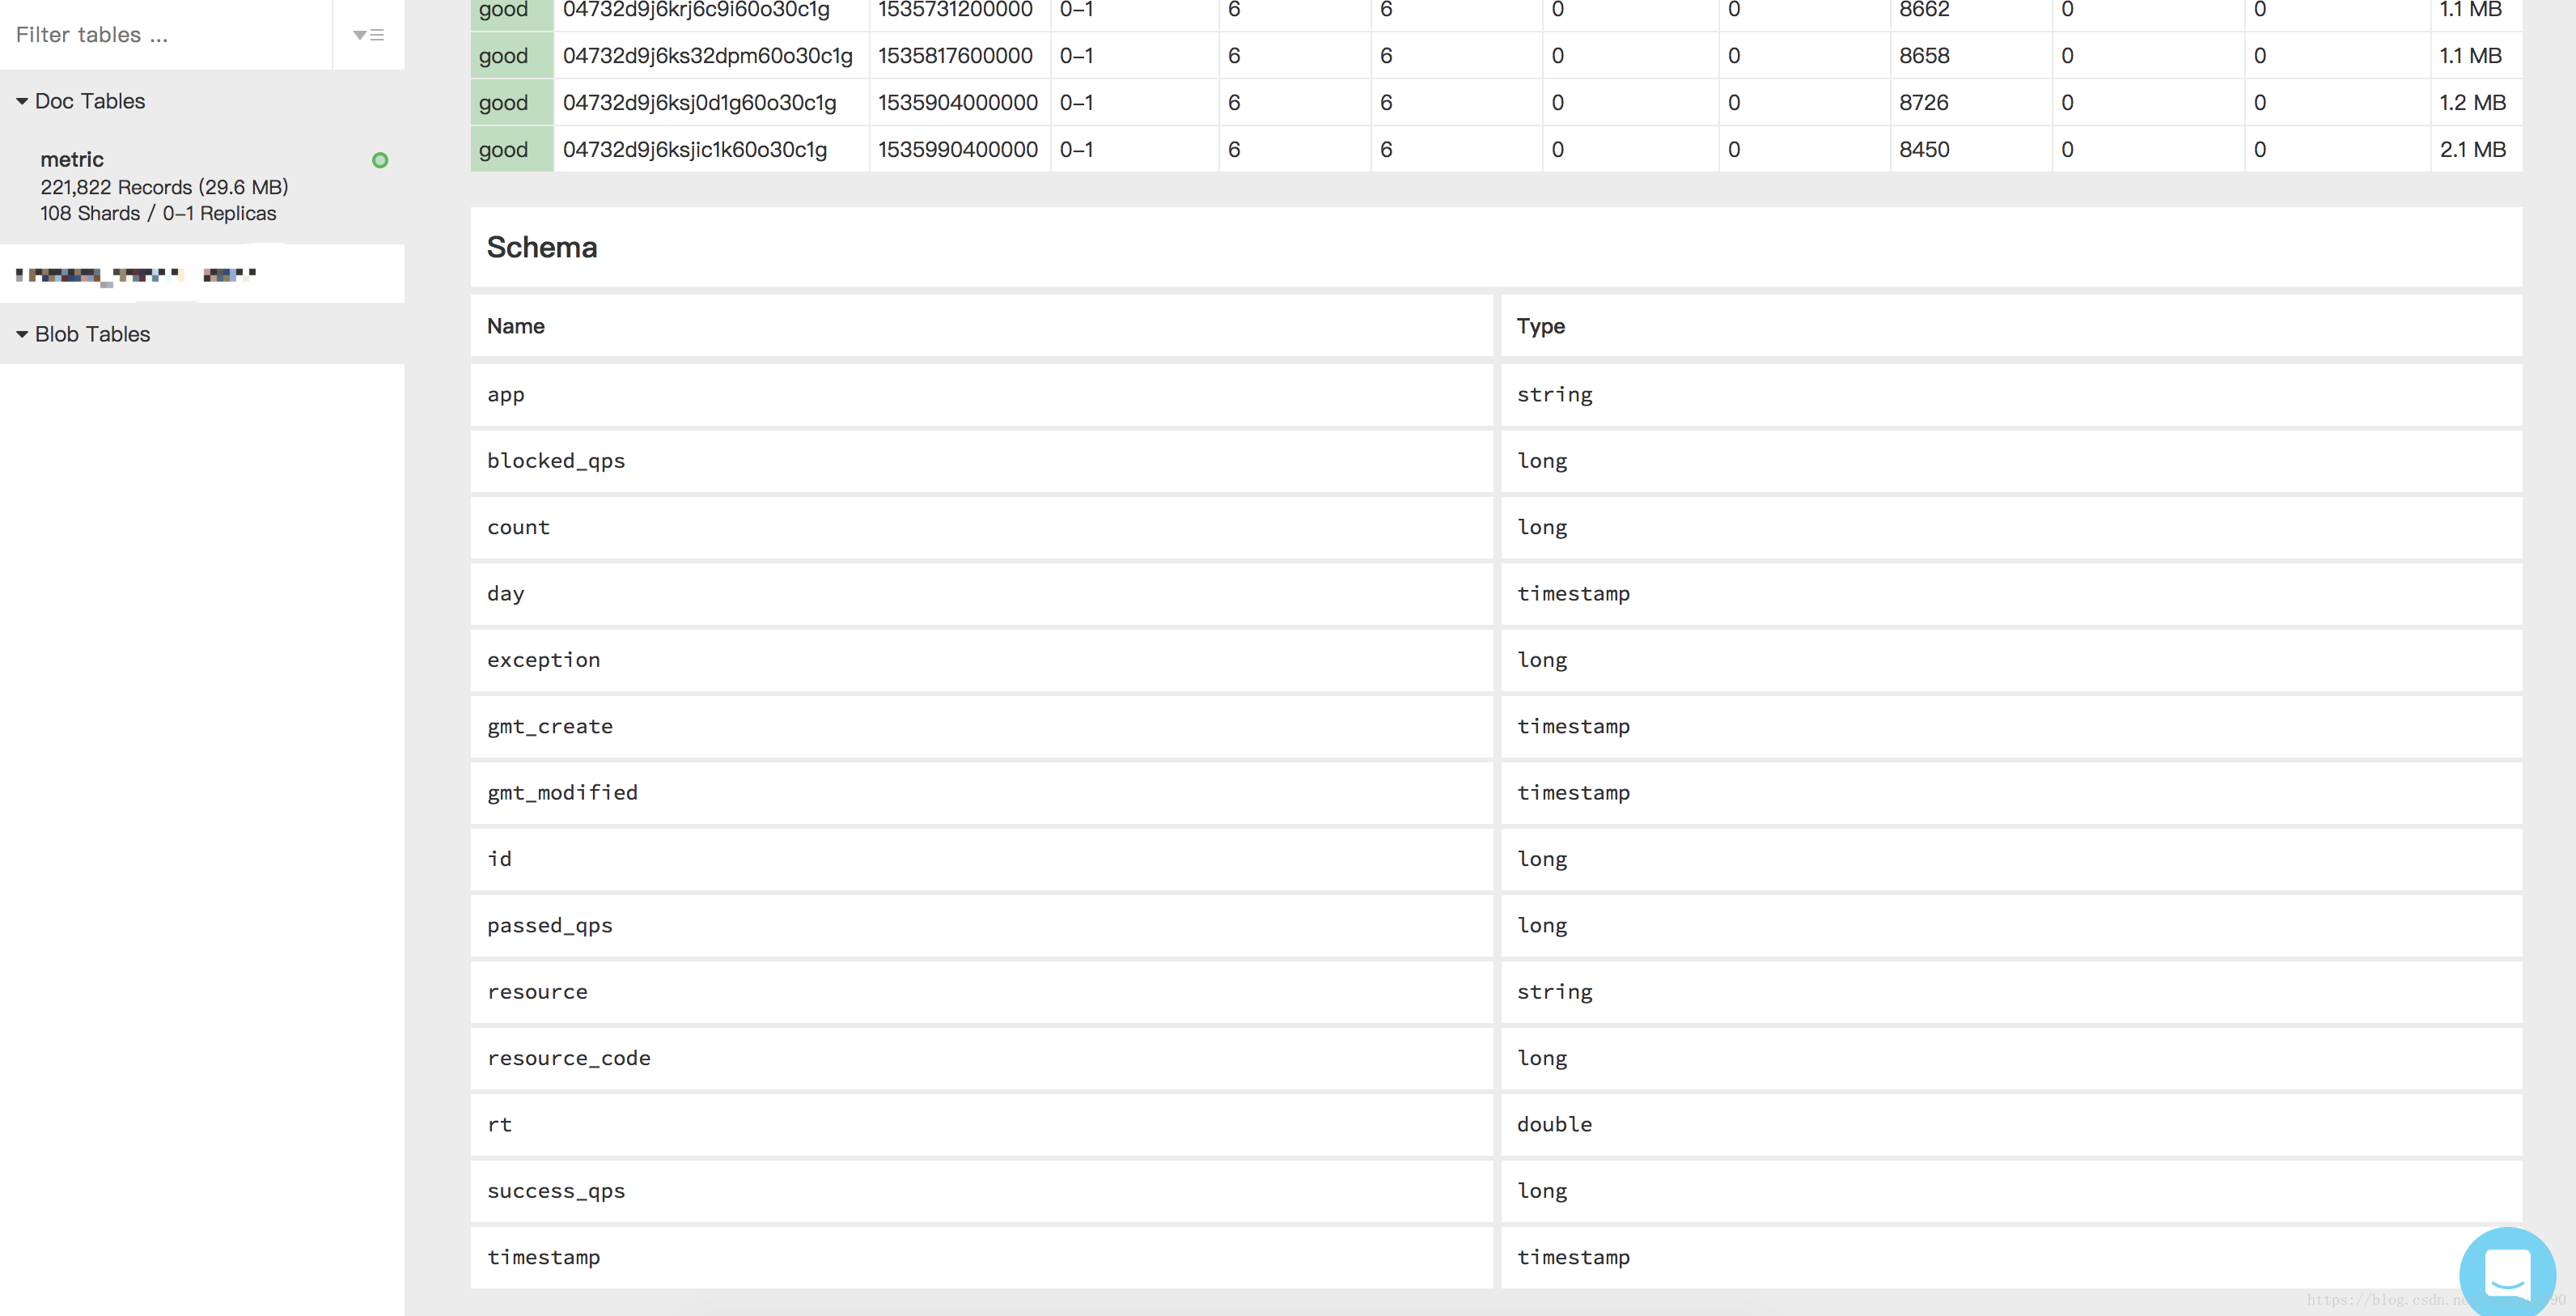 Filter tables ...
Doc Tables
metric
221,822 Records (29.6 MB)
108 Shards / 0-1 Replicas
Blob Tables
good 04732d9j6krj6c9i60o30c1g 1535731200000 0-1 6 6 0 0 8662 0 0 1.1 MB
good 04732d9j6ks32dpm60o30c1g 1535817600000 0-1 6 6 0 0 8658 0 0 1.1 MB
good 04732d9j6ksj0d1g60o30c1g 1535904000000 0-1 6 6 0 0 8726 0 0 1.2 MB
good 04732d9j6ksjic1k60o30c1g 1535990400000 0-1 6 6 0 0 8450 0 0 2.1 MB
Schema
Name Type
app string
blocked_qps long
count long
day timestamp
exception long
gmt_create timestamp
gmt_modified timestamp
id long
passed_qps long
resource string
resource_code long
rt double
success_qps long
timestamp timestamp